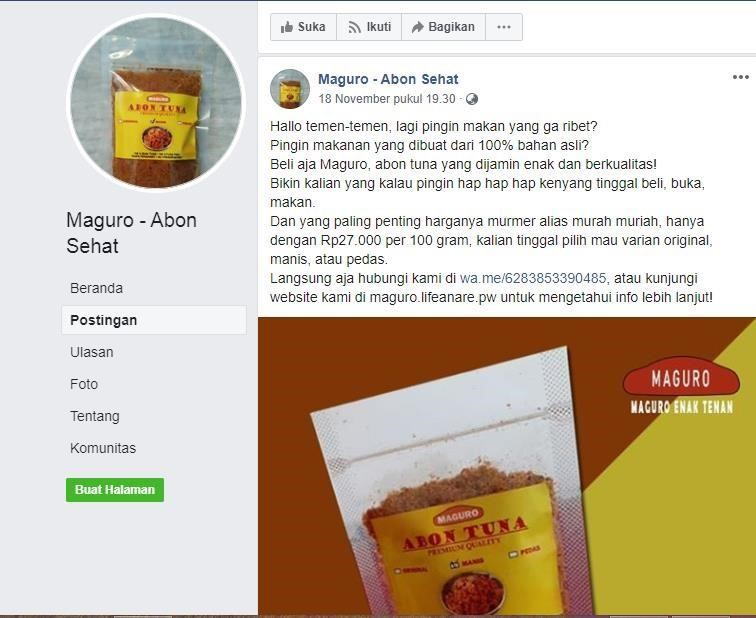 MAGURO
ABON TUNA
PREMIUM QUALITY
MANIS
Maguro - Abon
Sehat
Beranda
Postingan
Ulasan
Foto
Tentang
Komunitas
Buat Halaman
Suka
Ikuti
Bagikan
Maguro - Abon Sehat
18 November pukul 19.30 ·
Hallo temen-temen, lagi pingin makan yang ga ribet?
Pingin makanan yang dibuat dari 100% bahan asli?
Beli aja Maguro, abon tuna yang dijamin enak dan berkualitas!
Bikin kalian yang kalau pingin hap hap hap kenyang tinggal beli, buka,
makan.
Dan yang paling penting harganya murmer alias murah muriah, hanya
dengan Rp27.000 per 100 gram, kalian tinggal pilih mau varian original,
manis, atau pedas.
Langsung aja hubungi kami di wa.me/6283853390485, atau kunjungi
website kami di maguro.lifeanare.pw untuk mengetahui info lebih lanjut!
MAGURO
MAGURO ENAK TENAN
MAGURO
ABON TUNA
PREMIUM QUALITY
ORIGINAL
MANIS
PEDAS